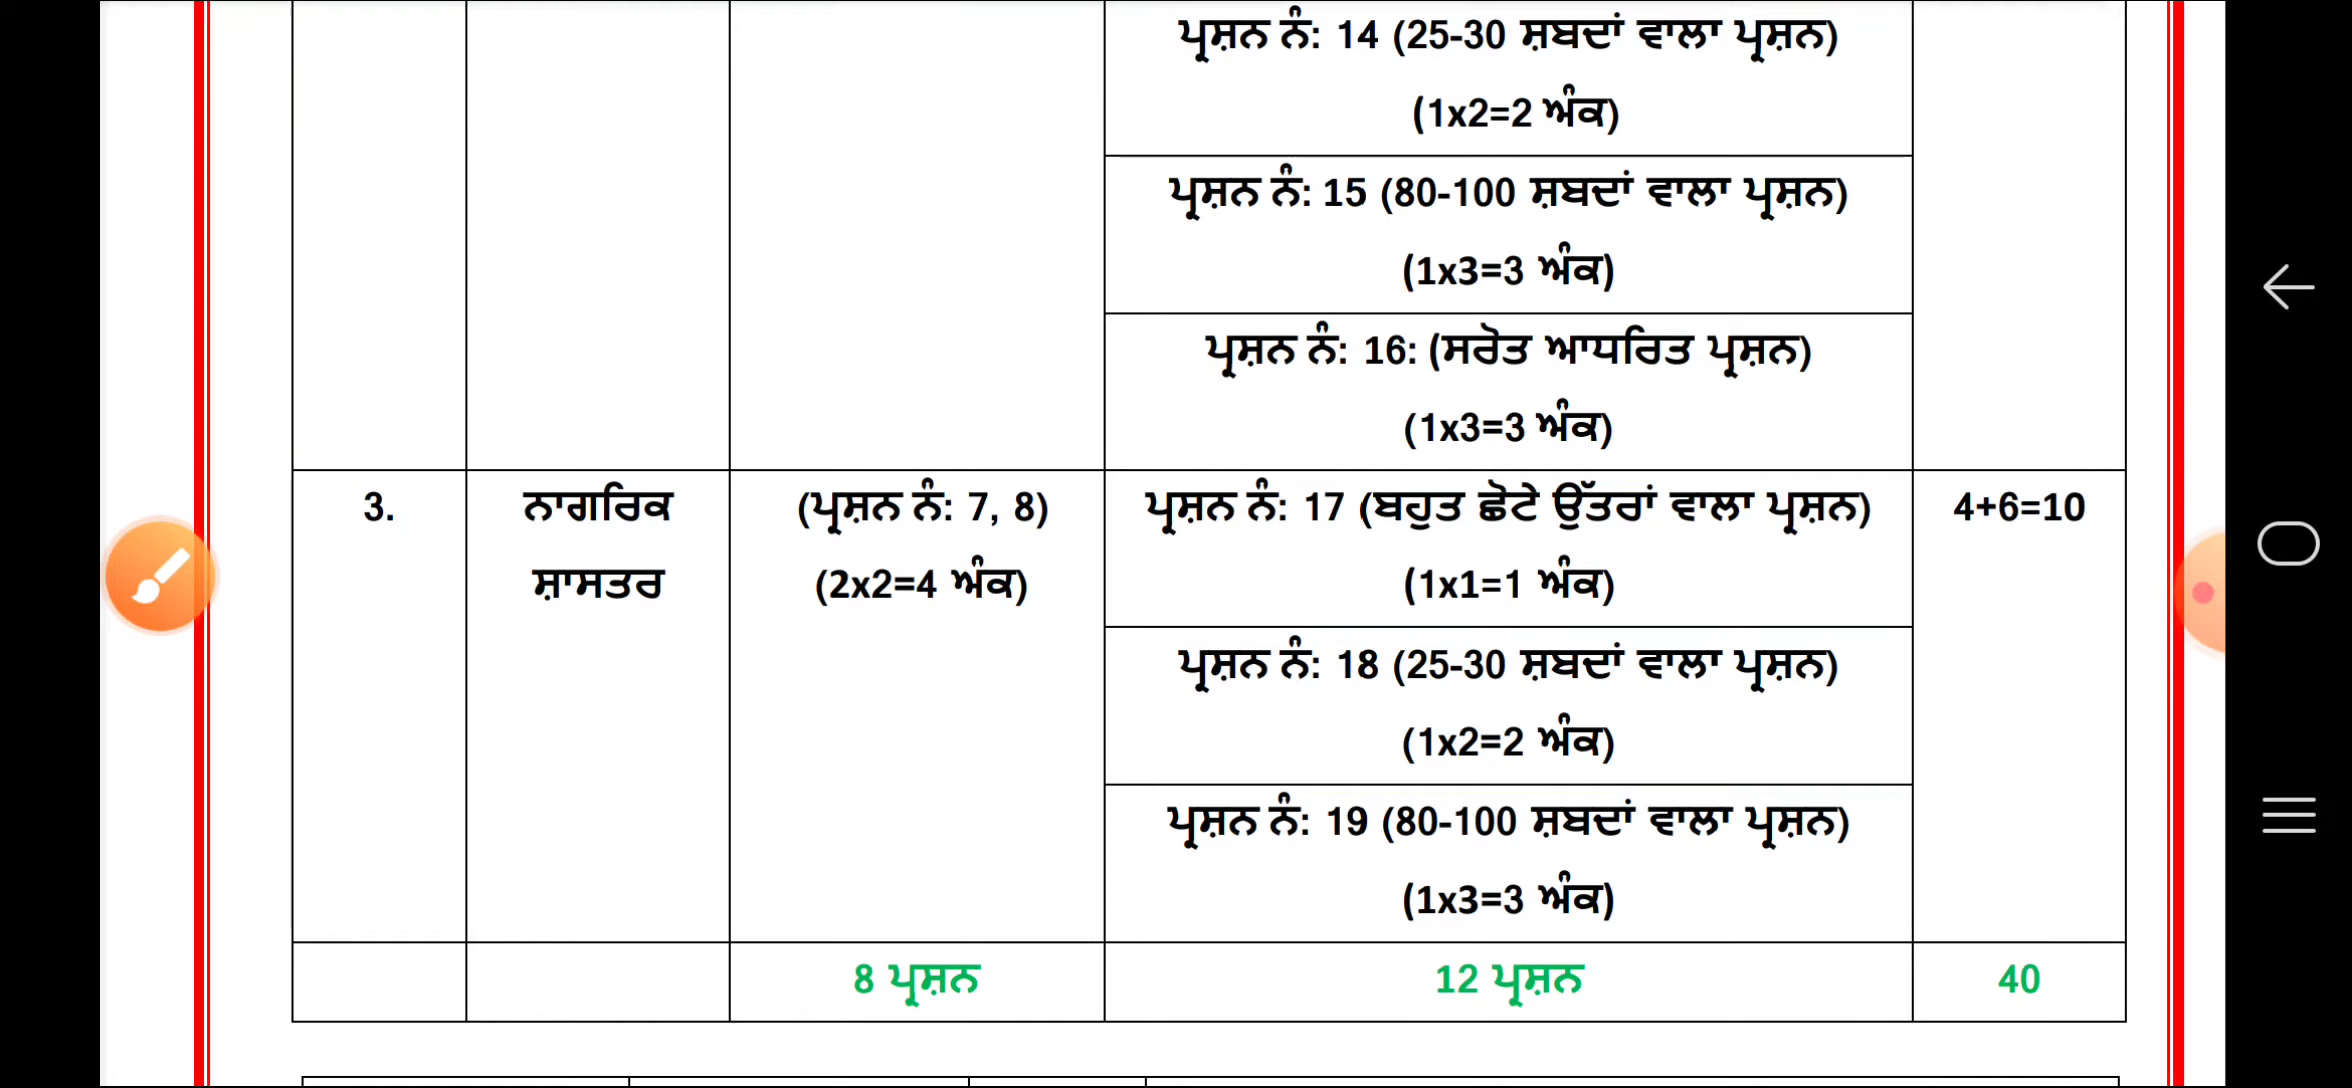 ਪ੍ਰਸ਼ਨ ਨੰ: 14 (25-30 ਸ਼ਬਦਾਂ ਵਾਲਾ ਪ੍ਰਸ਼ਨ)
(1x2=2 ਅੰਕ)
ਪ੍ਰਸ਼ਨ ਨੰ: 15 (80-100 ਸ਼ਬਦਾਂ ਵਾਲਾ ਪ੍ਰਸ਼ਨ)
(1x3=3 ਅੰਕ)
ਪ੍ਰਸ਼ਨ ਨੰ: 16: (ਸਰੋਤ ਆਧਰਿਤ ਪ੍ਰਸ਼ਨ)
(1x3=3 ਅੰਕ)
3. ਨਾਗਰਿਕ (ਪ੍ਰਸ਼ਨ ਨੰ: 7, 8) ਪ੍ਰਸ਼ਨ ਨੰ: 17 (ਬਹੁਤ ਛੋਟੇ ਉੱਤਰਾਂ ਵਾਲਾ ਪ੍ਰਸ਼ਨ) 4+6=10
ਸ਼ਾਸਤਰ (2x2=4 ਅੰਕ) (1x1=1 ਅੰਕ)
ਪ੍ਰਸ਼ਨ ਨੰ: 18 (25-30 ਸ਼ਬਦਾਂ ਵਾਲਾ ਪ੍ਰਸ਼ਨ)
(1x2=2 ਅੰਕ)
ਪ੍ਰਸ਼ਨ ਨੰ: 19 (80-100 ਸ਼ਬਦਾਂ ਵਾਲਾ ਪ੍ਰਸ਼ਨ)
(1x3=3 ਅੰਕ)
8 ਪ੍ਰਸ਼ਨ 12 ਪ੍ਰਸ਼ਨ 40